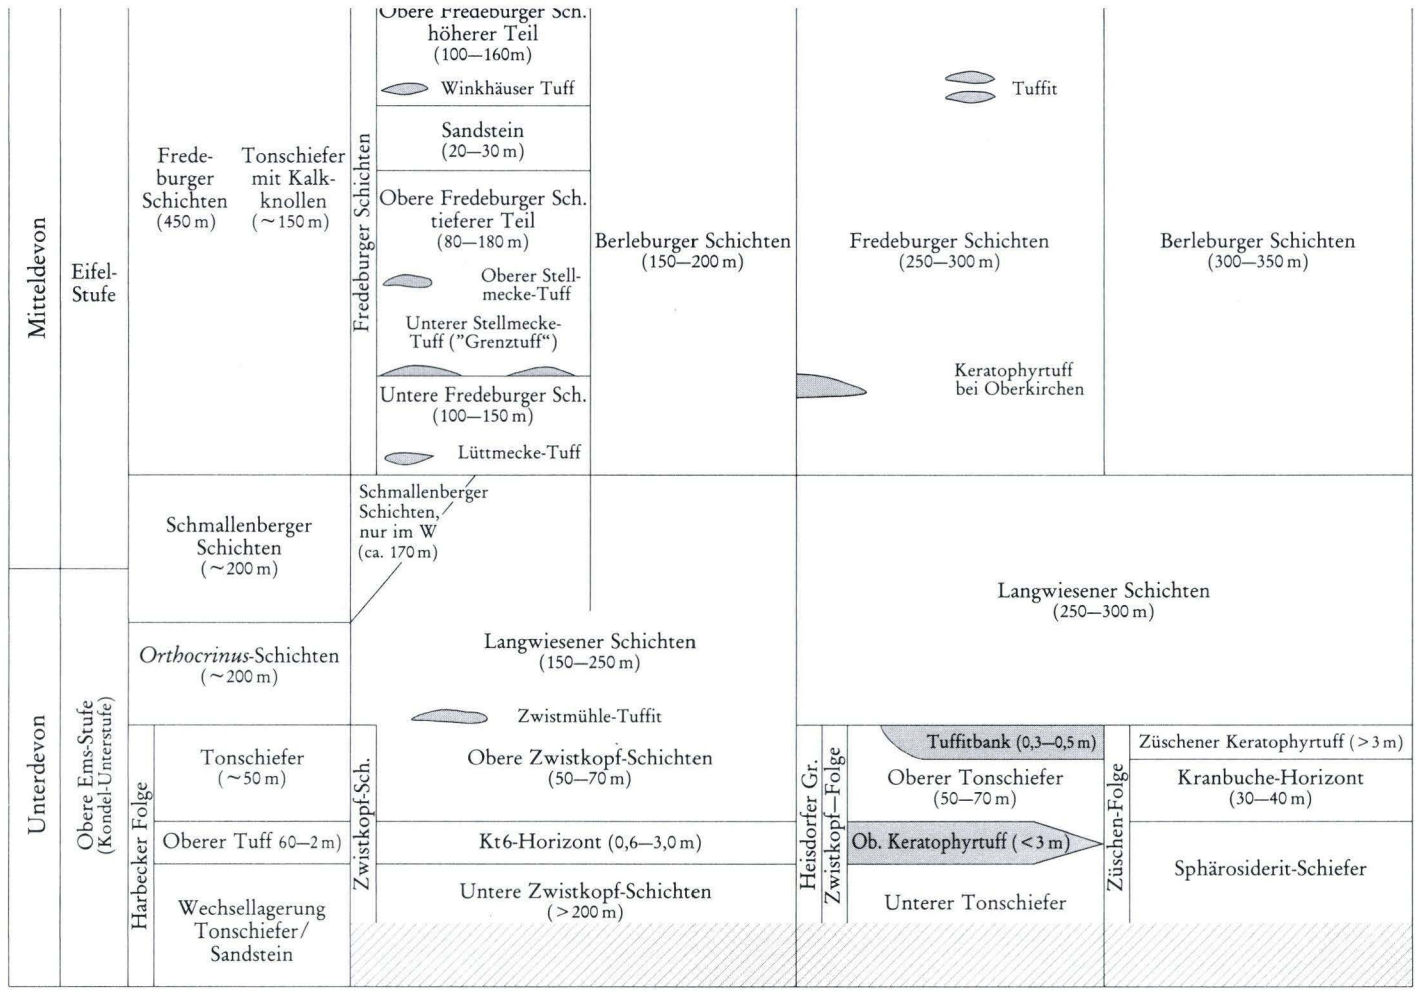 Mitteldevon
Unterdevon
Eifel-
Stufe
Obere Ems-Stufe
(Kondel-Unterstufe)
Frede-
burger
Schichten
(450 m)
Tonschiefer
mit Kalk-
knollen
(~150 m)
Schmallenberger
Schichten
(~200 m)
Orthocrinus-Schichten
(~200 m)
Harbecker Folge
Tonschiefer
(~50 m)
Oberer Tuff 60—2 m)
Wechsellagerung
Tonschiefer/
Sandstein
Fredeburger Schichten
Obere Fredeburger Sch.
höherer Teil
(100—160m)
Winkhäuser Tuff
Sandstein
(20—30 m)
Obere Fredeburger Sch.
tieferer Teil
(80—180 m)
Oberer Stell-
mecke-Tuff
Unterer Stellmecke-
Tuff ("Grenztuff“)
Untere Fredeburger Sch.
(100—150 m)
Lüttmecke-Tuff
Schmallenberger
Schichten,
nur im W
(ca. 170 m)
Berleburger Schichten
(150—200 m)
Langwiesener Schichten
(150—250 m)
Zwistmühle-Tuffit
Zwistkopf-Sch.
Obere Zwistkopf-Schichten
(50—70 m)
Kt6-Horizont (0,6—3,0 m)
Untere Zwistkopf-Schichten
(>200 m)
Tuffit
Fredeburger Schichten
(250—300 m)
Keratophyrtuff
bei Oberkirchen
Berleburger Schichten
(300—350 m)
Langwiesener Schichten
(250—300 m)
Heisdorfer Gr.
Zwistkopf—Folge
Tuffitbank (0,3—0,5 m)
Oberer Tonschiefer
(50—70 m)
Ob. Keratophyrtuff (<3 m)
Unterer Tonschiefer
Züschen-Folge
Züschener Keratophyrtuff (>3 m)
Kranbuche-Horizont
(30—40 m)
Sphärosiderit-Schiefer